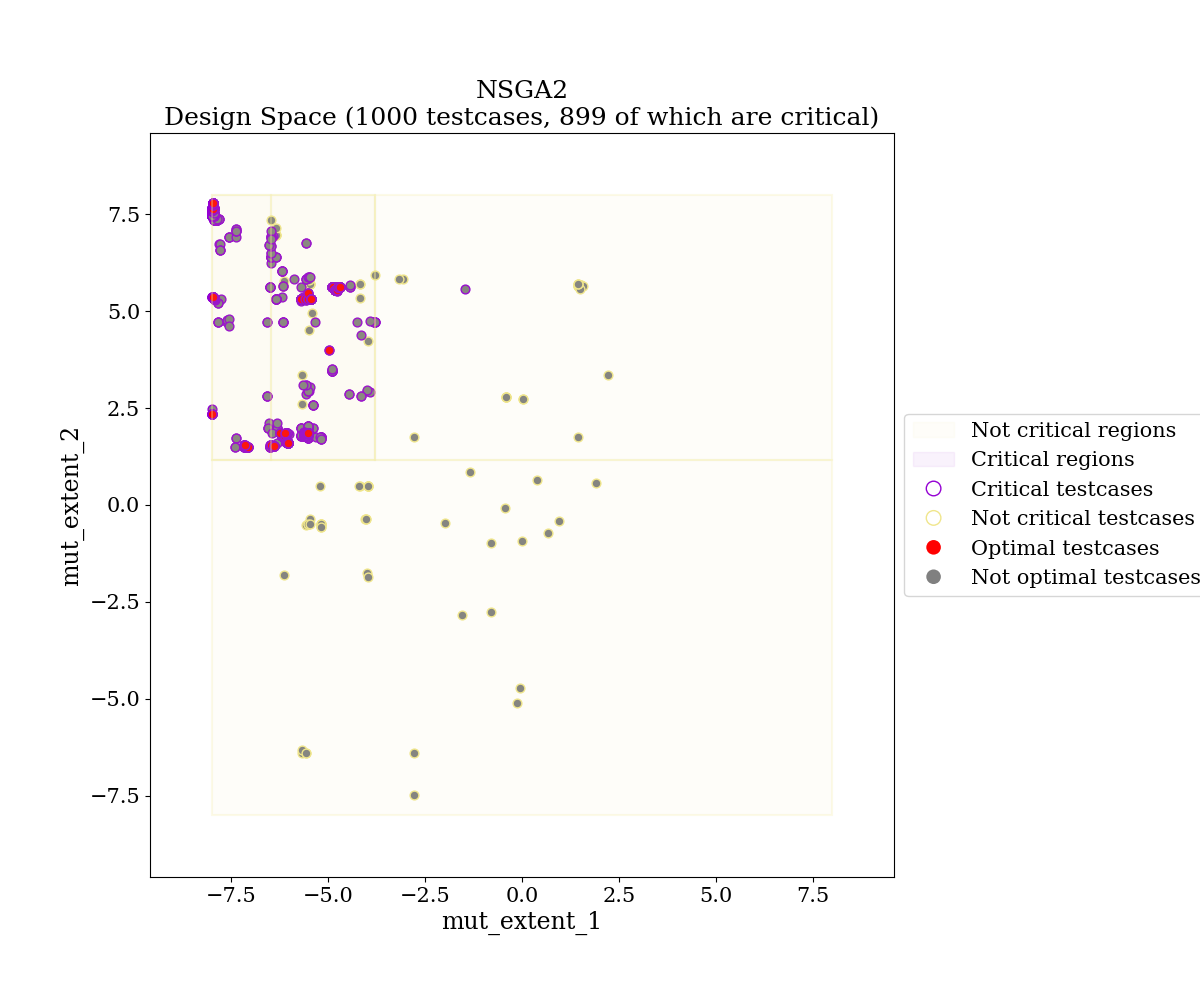 NSGA2
Design Space (1000 testcases, 899 of which are critical)
mut_extent_2
7.5
5.0
2.5
0.0
−2.5
−5.0
−7.5
−7.5 −5.0 −2.5 0.0 2.5 5.0 7.5
mut_extent_1
Not critical regions
Critical regions
Critical testcases
Not critical testcases
Optimal testcases
Not optimal testcases